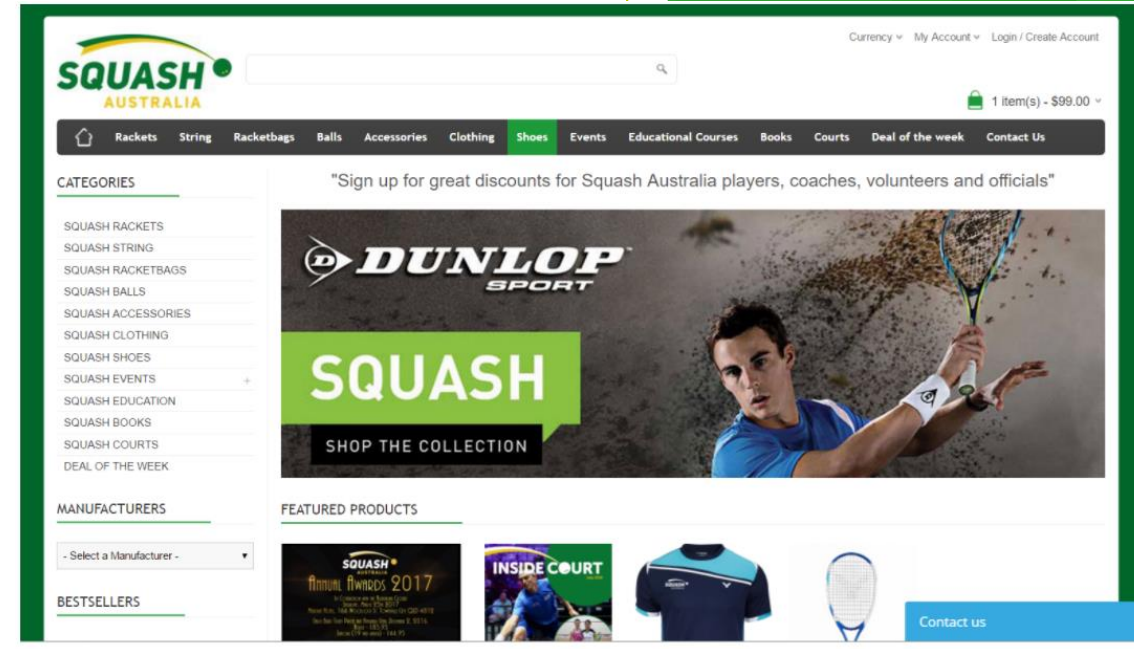 Currency My Account Login / Create Account
SQUASH
AUSTRALIA
1 item(s) - $99.00
Rackets String Racketbags Balls Accessories Clothing Shoes Events Educational Courses Books Courts Deal of the week Contact Us
CATEGORIES
SQUASH RACKETS
SQUASH STRING
SQUASH RACKETBAGS
SQUASH BALLS
SQUASH ACCESSORIES
SQUASH CLOTHING
SQUASH SHOES
SQUASH EVENTS +
SQUASH EDUCATION
SQUASH BOOKS
SQUASH COURTS
DEAL OF THE WEEK
MANUFACTURERS
- Select a Manufacturer -
BESTSELLERS
"Sign up for great discounts for Squash Australia players, coaches, volunteers and officials"
DUNLOP
SPORT
SQUASH
SHOP THE COLLECTION
FEATURED PRODUCTS
SQUASH
AUSTRALIA
ANNUAL AWARDS 2017
INSIDE COURT
SQUASH
Contact us